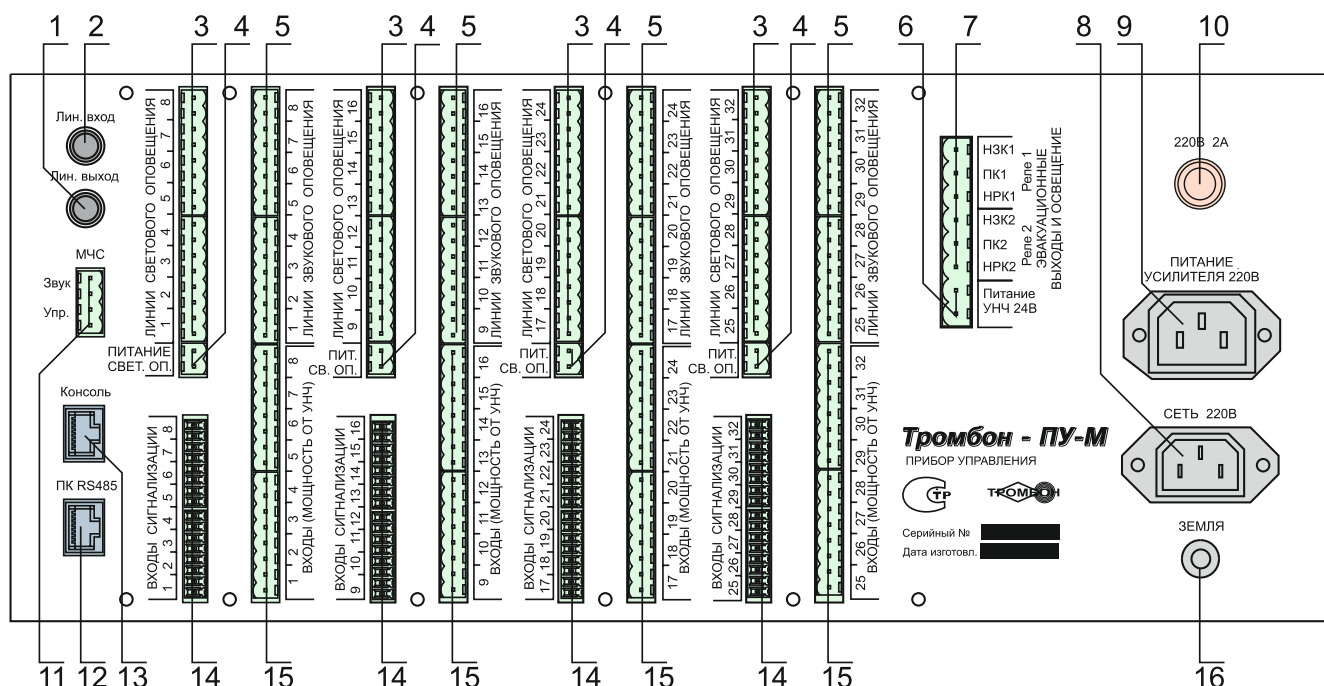 1 2 3 4 5 3 4 5 3 4 5 3 4 5 6 7 8 9 10
Лин. вход
Лин. выход
МЧС
Звук
Упр.
Консоль
ПК RS485
ЛИНИИ СВЕТОВОГО ОПОВЕЩЕНИЯ
1 2 3 4 5 6 7 8
ПИТАНИЕ
СВЕТ. ОП.
ВХОДЫ СИГНАЛИЗАЦИИ
1 2 3 4 5 6 7 8
1 2 3 4 5 6 7 8
ЛИНИИ ЗВУКОВОГО ОПОВЕЩЕНИЯ
1 2 3 4 5 6 7 8
ВХОДЫ (МОЩНОСТЬ ОТ УНЧ)
ЛИНИИ СВЕТОВОГО ОПОВЕЩЕНИЯ
9 10 11 12 13 14 15 16
ПИТ.
СВ. ОП.
ВХОДЫ СИГНАЛИЗАЦИИ
9 10 11 12 13 14 15 16
9 10 11 12 13 14 15 16
ЛИНИИ ЗВУКОВОГО ОПОВЕЩЕНИЯ
9 10 11 12 13 14 15 16
ВХОДЫ (МОЩНОСТЬ ОТ УНЧ)
ЛИНИИ СВЕТОВОГО ОПОВЕЩЕНИЯ
17 18 19 20 21 22 23 24
ПИТ.
СВ. ОП.
ВХОДЫ СИГНАЛИЗАЦИИ
17 18 19 20 21 22 23 24
17 18 19 20 21 22 23 24
ЛИНИИ ЗВУКОВОГО ОПОВЕЩЕНИЯ
17 18 19 20 21 22 23 24
ВХОДЫ (МОЩНОСТЬ ОТ УНЧ)
ЛИНИИ СВЕТОВОГО ОПОВЕЩЕНИЯ
25 26 27 28 29 30 31 32
ПИТ.
СВ. ОП.
ВХОДЫ СИГНАЛИЗАЦИИ
25 26 27 28 29 30 31 32
25 26 27 28 29 30 31 32
ЛИНИИ ЗВУКОВОГО ОПОВЕЩЕНИЯ
25 26 27 28 29 30 31 32
ВХОДЫ (МОЩНОСТЬ ОТ УНЧ)
НЗК1
ПК1
НРК1
НЗК2
ПК2
НРК2
Питание
УНЧ 24В
Реле 1
Реле 2
ЭВАКУАЦИОННЫЕ
ВЫХОДЫ И ОСВЕЩЕНИЕ
220В 2А
ПИТАНИЕ
УСИЛИТЕЛЯ 220В
СЕТЬ 220В
ЗЕМЛЯ
Тромбон - ПУ-М
ПРИБОР УПРАВЛЕНИЯ
СТР
ТРОМБОН
Серийный №
Дата изготовл.
11 12 13 14 15 14 15 14 15 14 15 16